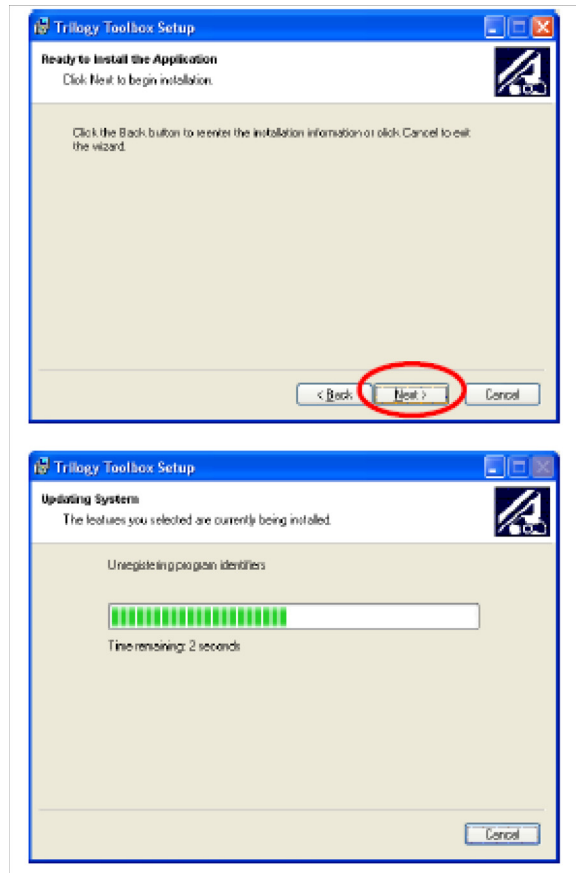 Trilogy Toolbox Setup
Ready to Install the Application
Click Next to begin installation.
Click the Back button to reenter the installation information or click Cancel to exit
the wizard.
< Back
Next >
Cancel
Trilogy Toolbox Setup
Updating System
The features you selected are currently being installed.
Unregistering program identifiers
Time remaining: 2 seconds
Cancel